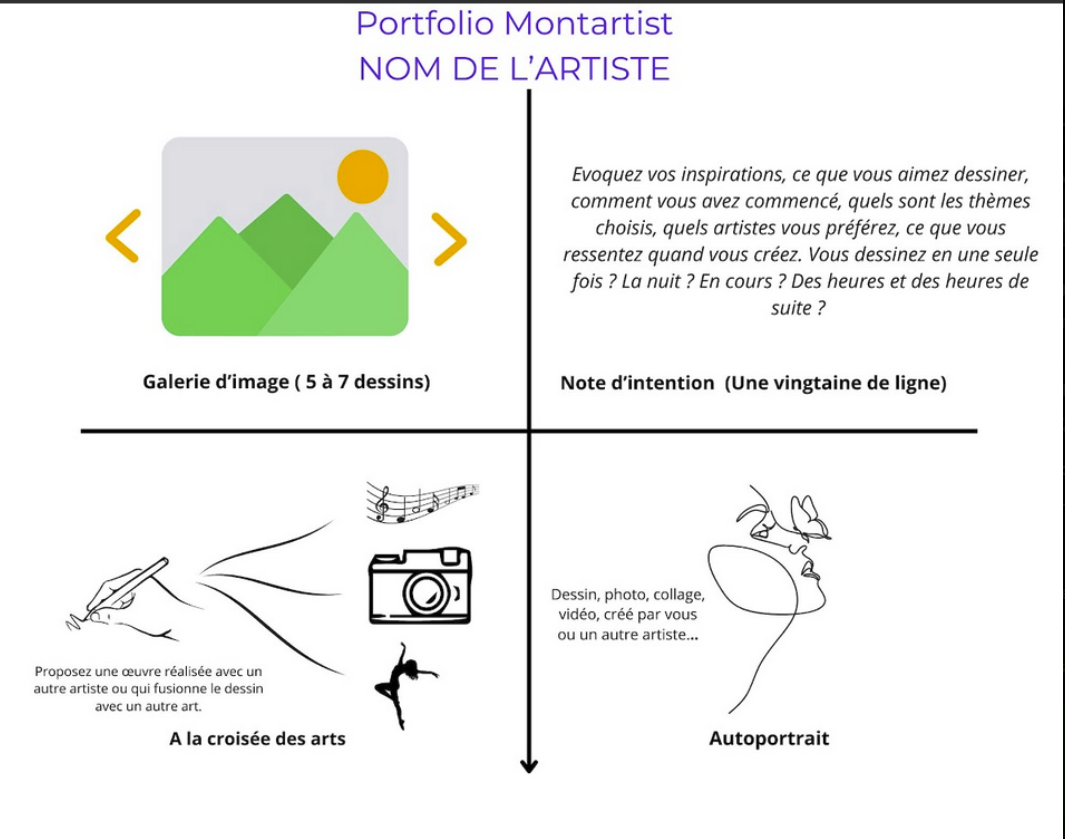 Portfolio Montartist
NOM DE L'ARTISTE
Evoquez vos inspirations, ce que vous aimez dessiner,
comment vous avez commencé, quels sont les thèmes
choisis, quels artistes vous préférez, ce que vous
ressentez quand vous créez. Vous dessinez en une seule
fois ? La nuit ? En cours ? Des heures et des heures de
suite ?
Galerie d'image ( 5 à 7 dessins)
Note d'intention (Une vingtaine de ligne)
Proposez une œuvre réalisée avec un
autre artiste ou qui fusionne le dessin
avec un autre art.
A la croisée des arts
Dessin, photo, collage,
vidéo, créé par vous
ou un autre artiste...
Autoportrait